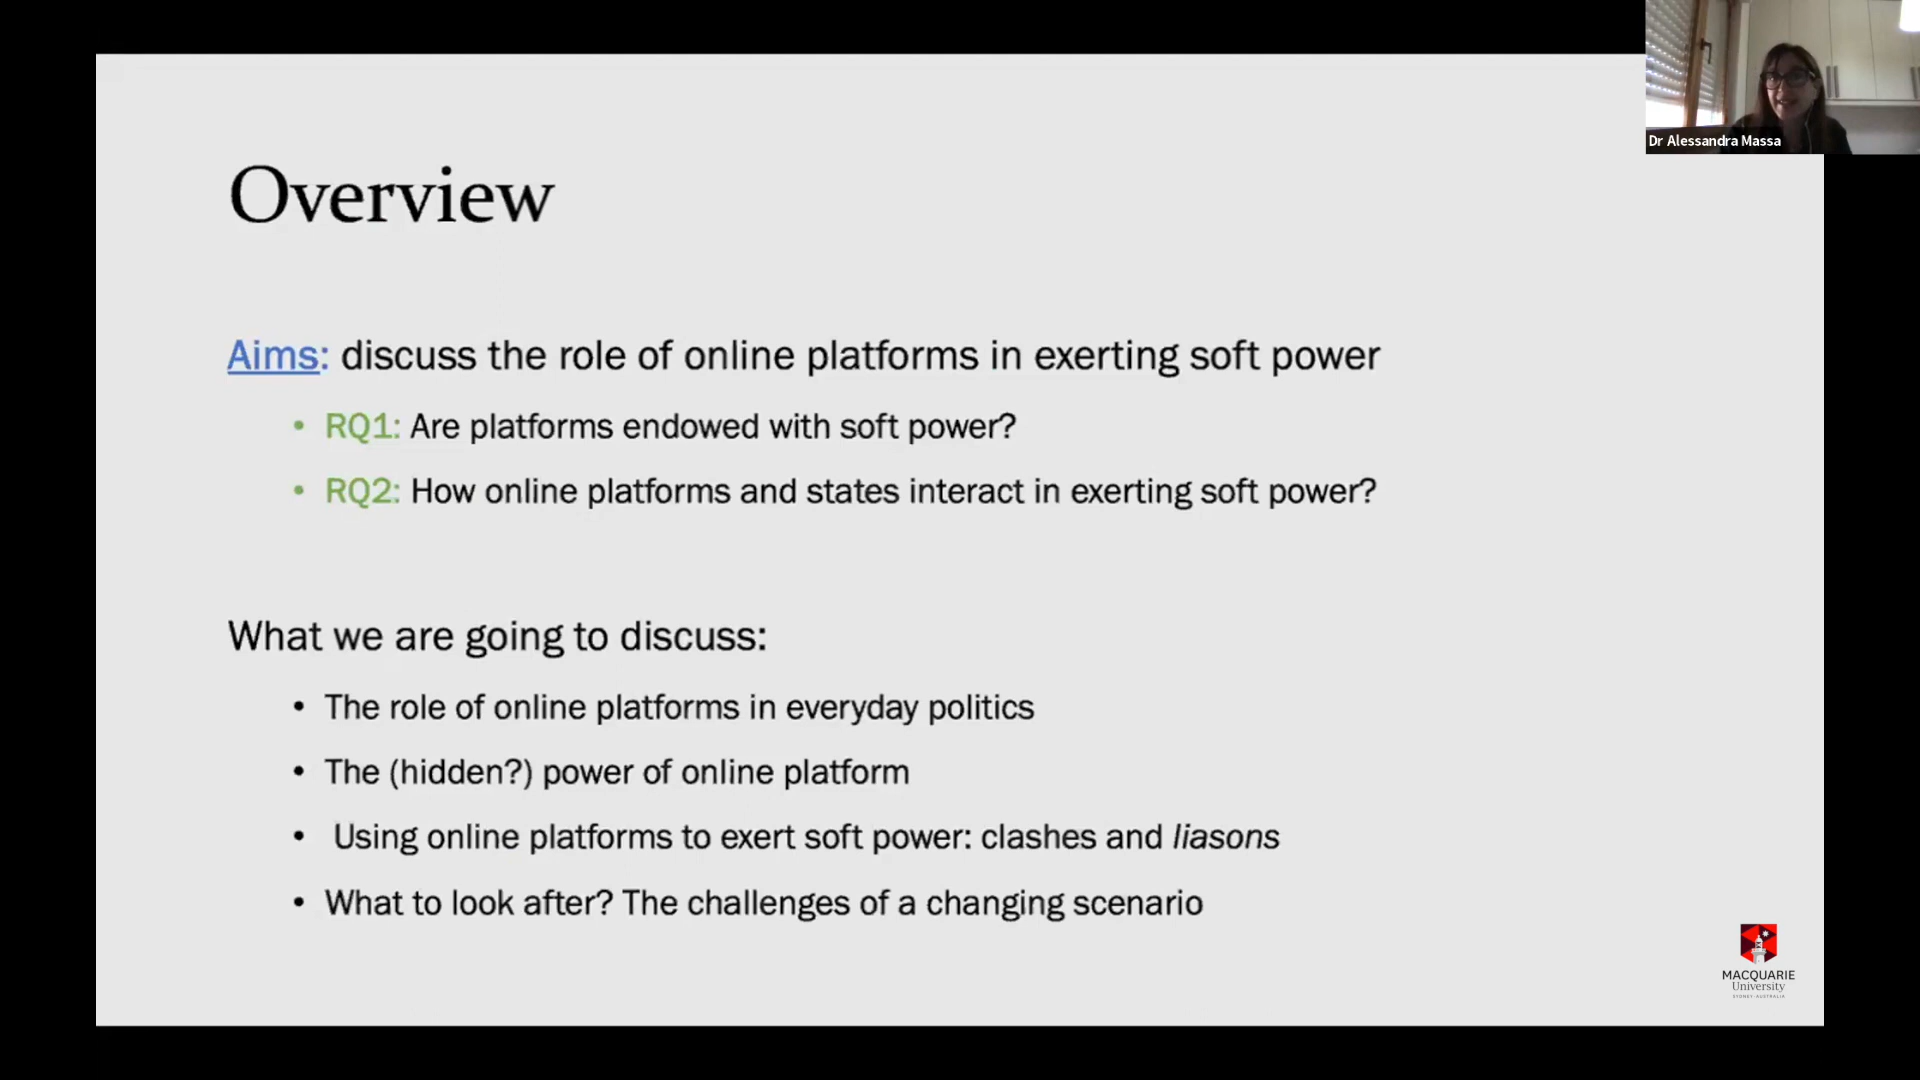 Dr Alessandra Massa
Overview
Aims: discuss the role of online platforms in exerting soft power
• RQ1: Are platforms endowed with soft power?
• RQ2: How online platforms and states interact in exerting soft power?
What we are going to discuss:
• The role of online platforms in everyday politics
• The (hidden?) power of online platform
• Using online platforms to exert soft power: clashes and liasons
• What to look after? The challenges of a changing scenario
MACQUARIE
University
SYDNEY·AUSTRALIA